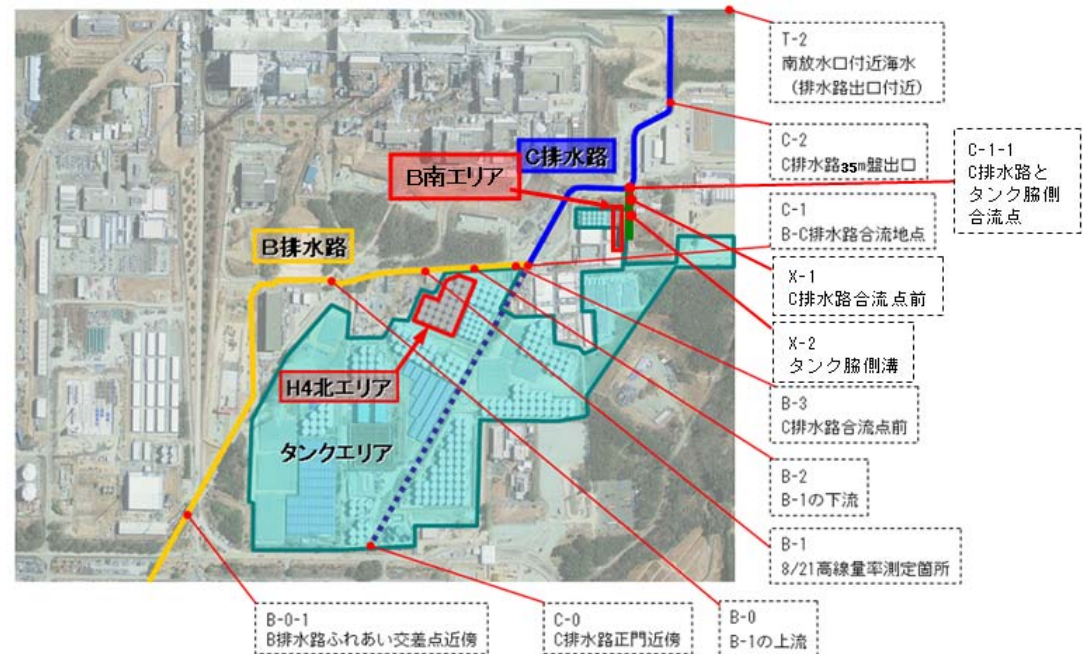 T-2
南放水口付近海水
(排水路出口付近)
C-2
C排水路35m盤出口
C-1-1
C排水路と
タンク脇側
合流点
C排水路
B南エリア
C-1
B-C排水路合流地点
B排水路
X-1
C排水路合流点前
X-2
タンク脇側溝
H4北エリア
B-3
C排水路合流点前
タンクエリア
B-2
B-1の下流
B-1
8/21高線量率測定箇所
B-0-1
B排水路ふれあい交差点近傍
C-0
C排水路正門近傍
B-0
B-1の上流